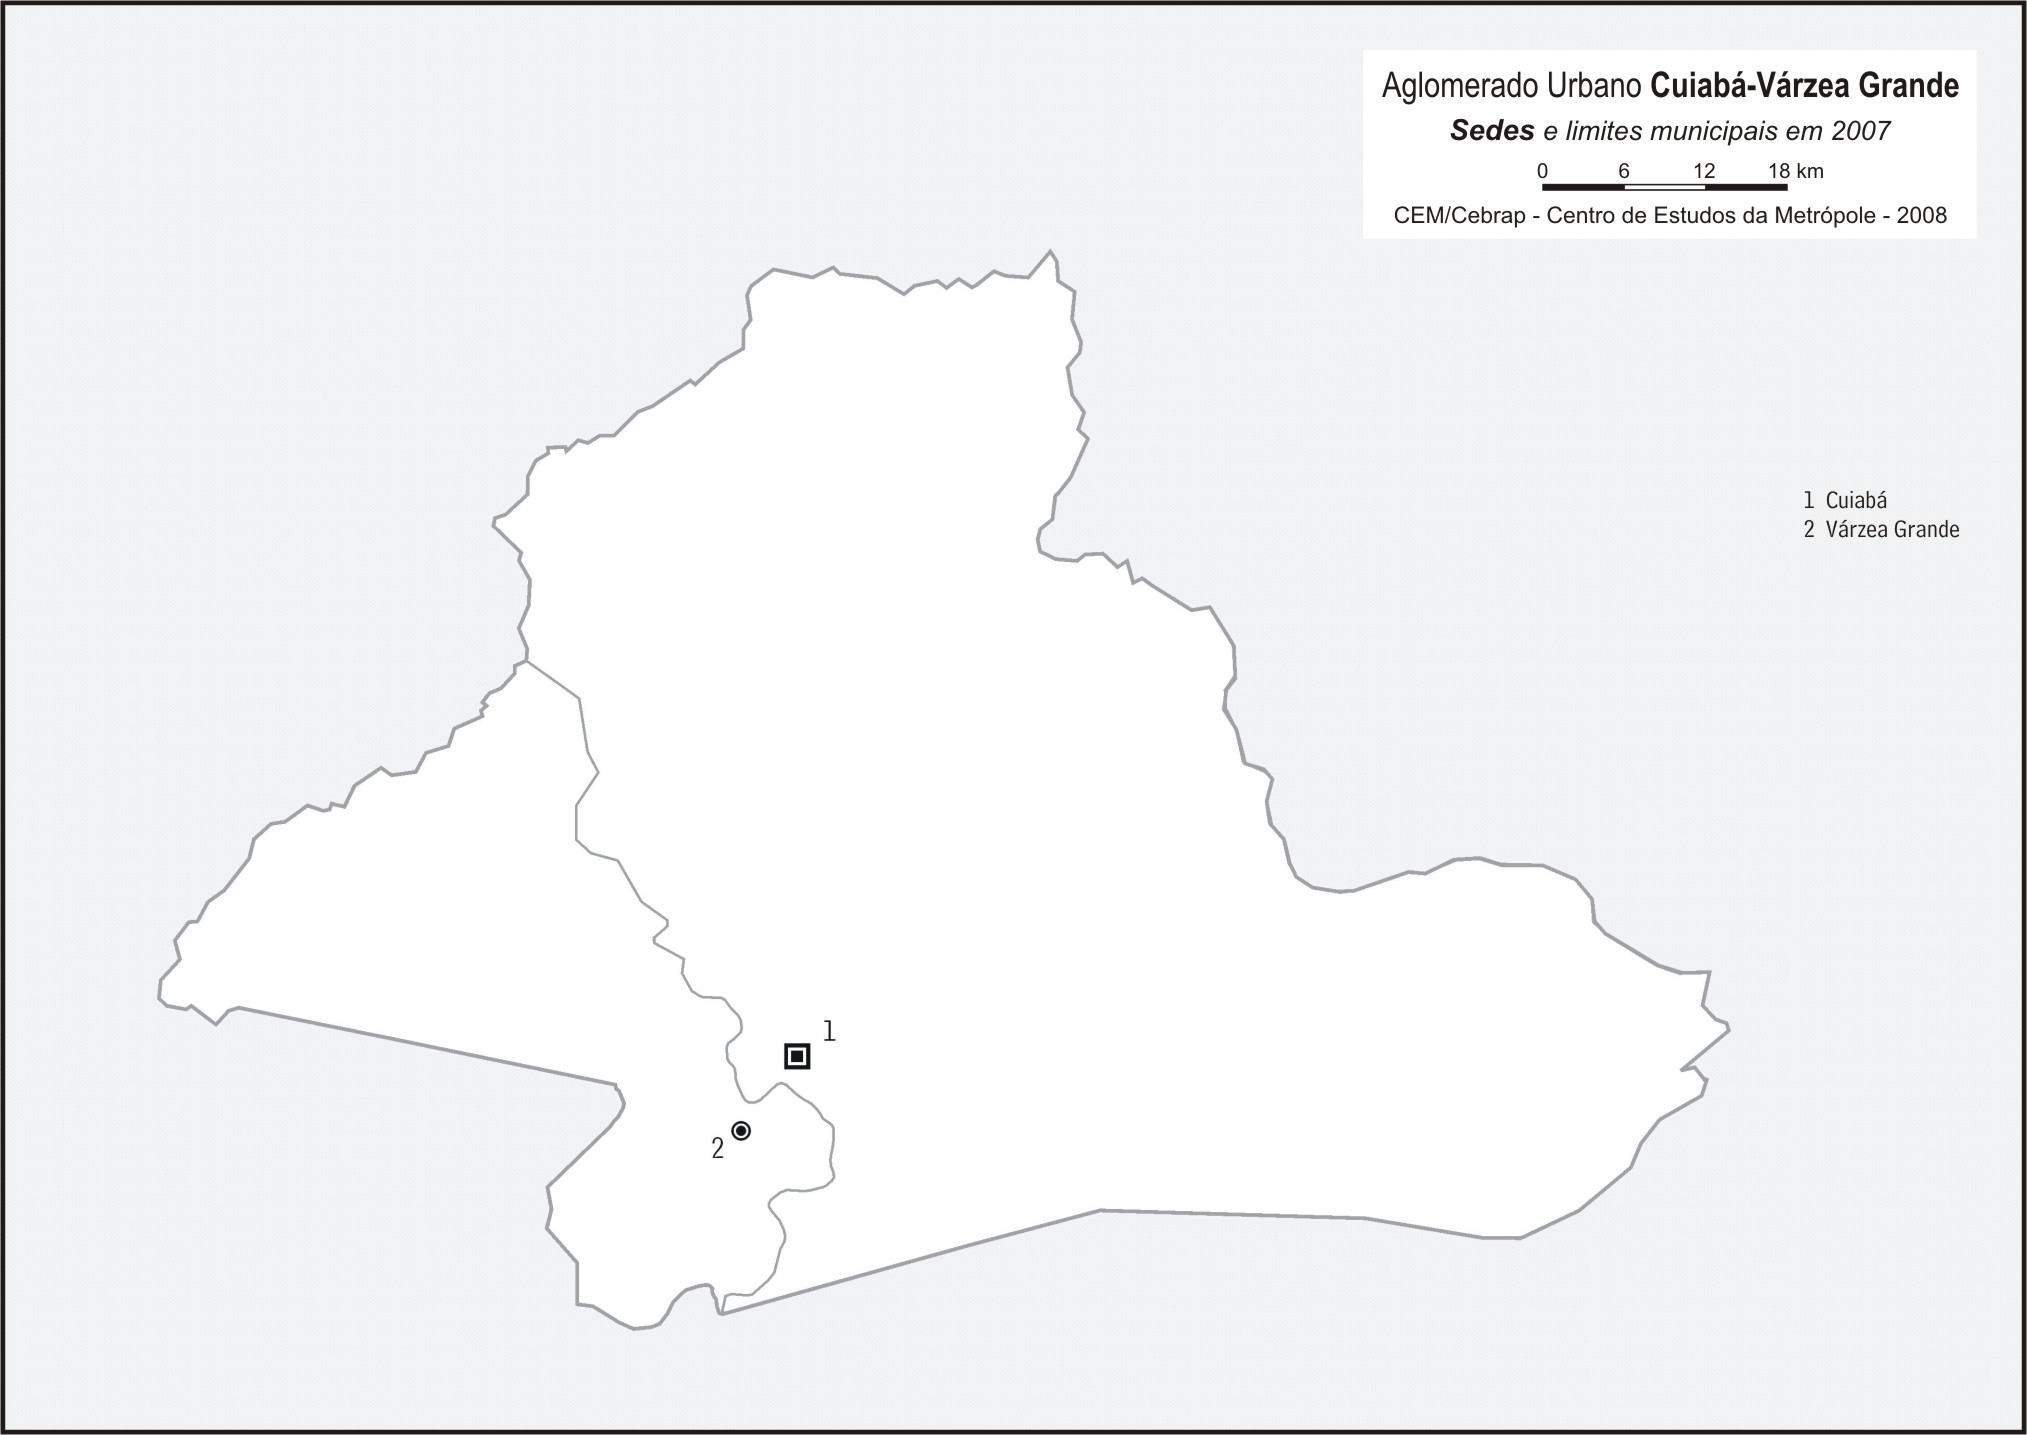 Aglomerado Urbano Cuiabá-Várzea Grande
Sedes e limites municipais em 2007
0 6 12 18 km
CEM/Cebrap - Centro de Estudos da Metrópole - 2008
1 Cuiabá
2 Várzea Grande
1
2